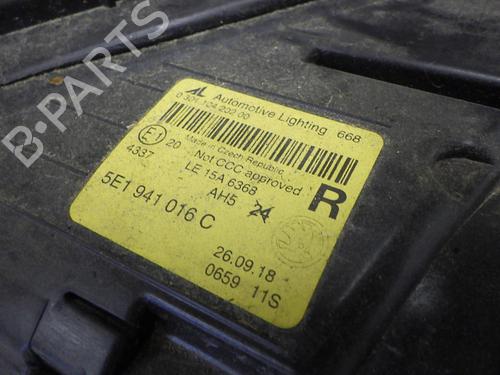 B-PARTS
AL Automotive Lighting 668
0 301 124 202 00
Made in Czech Republic
E1 20 Not CCC approved
4337 LE 15A 6368
AH5 24 R
5E1 941 016 C
26.09.18
0659 11S